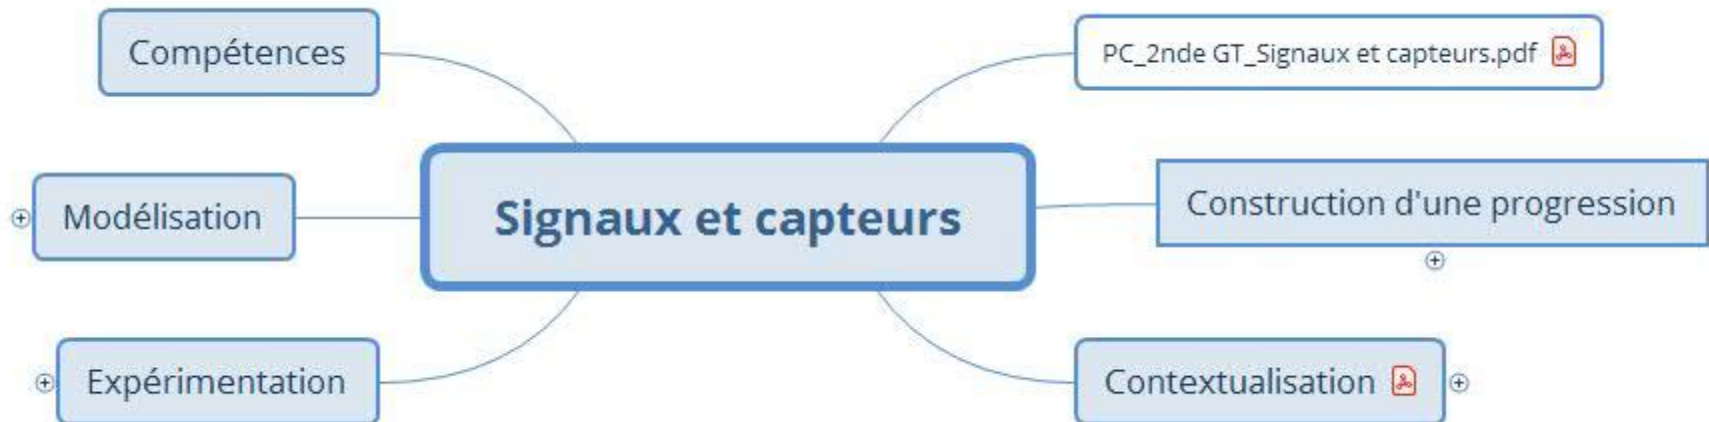 Compétences
PC_2nde GT_Signaux et capteurs.pdf
Modélisation
Signaux et capteurs
Construction d'une progression
Expérimentation
Contextualisation